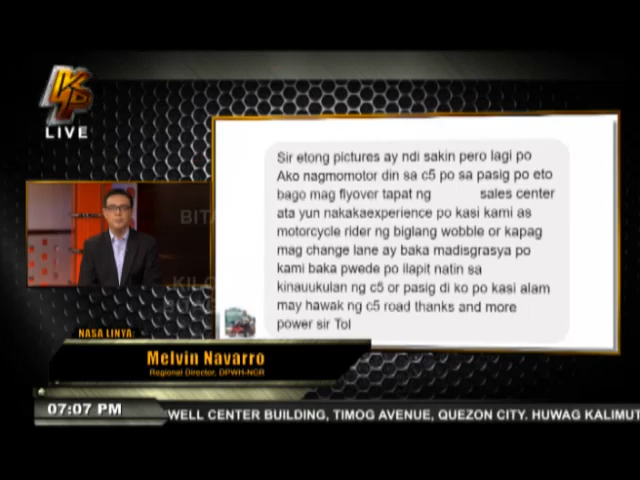 LIVE
Sir etong pictures ay ndi sakin pero lagi po
Ako nagmomotor din sa c5 po sa pasig po eto
bago mag flyover tapat ng sales center
ata yun nakakaexperience po kasi kami as
motorcycle rider ng biglang wobble or kapag
mag change lane ay baka madisgrasya po
kami baka pwede po ilapit natin sa
kinauukulan ng c5 or pasig di ko po kasi alam
may hawak ng c5 road thanks and more
power sir Tol
BITA
KILO
NASA LINYA:
Melvin Navarro
Regional Director, DPWH-NCR
07:07 PM
WELL CENTER BUILDING, TIMOG AVENUE, QUEZON CITY. HUWAG KALIMUT